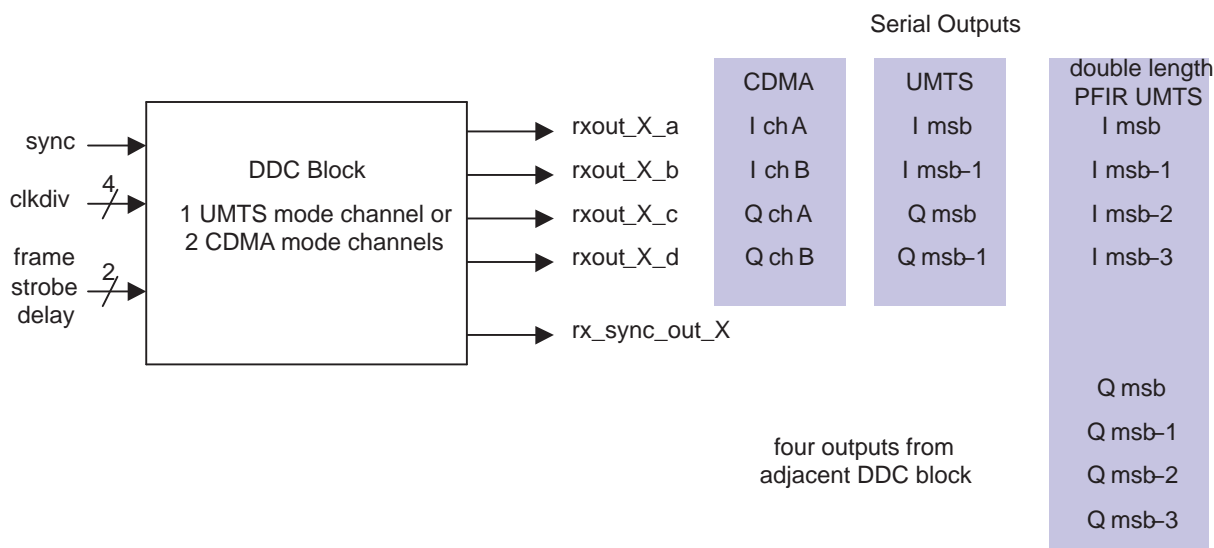 Serial Outputs
CDMA
UMTS
double length
PFIR UMTS
sync
clkdiv
4
frame
strobe
delay
2
DDC Block
1 UMTS mode channel or
2 CDMA mode channels
rxout_X_a
I ch A
I msb
I msb
rxout_X_b
I ch B
I msb–1
I msb–1
rxout_X_c
Q ch A
Q msb
I msb–2
rxout_X_d
Q ch B
Q msb–1
I msb–3
rx_sync_out_X
four outputs from
adjacent DDC block
Q msb
Q msb–1
Q msb–2
Q msb–3